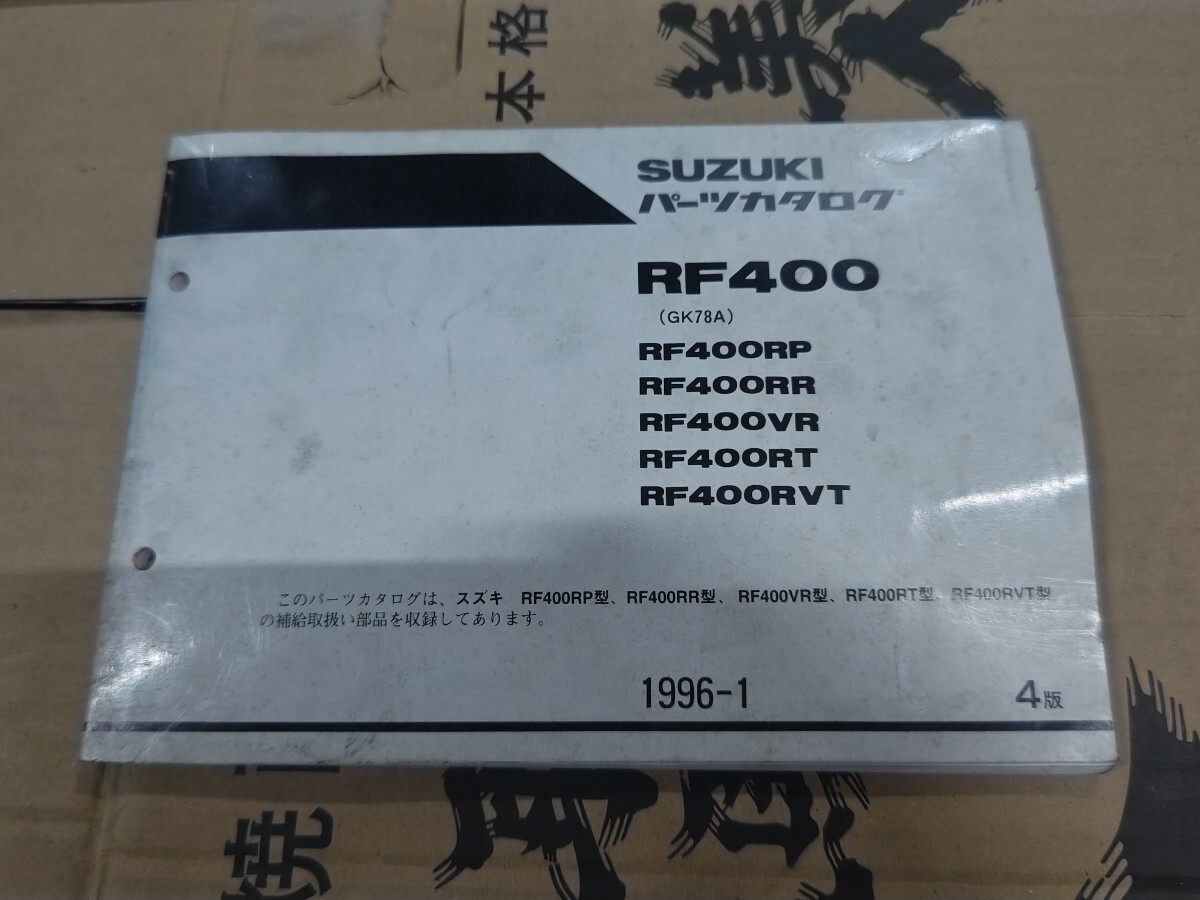 本格
SUZUKI
パーツカタログ
RF400
(GK78A)
RF400RP
RF400RR
RF400VR
RF400RT
RF400RVT
このパーツカタログは、スズキ RF400RP型、RF400RR型、RF400VR型、RF400RT型、RF400RVT型
の補給取扱い部品を収録してあります。
1996-1
4版
焼